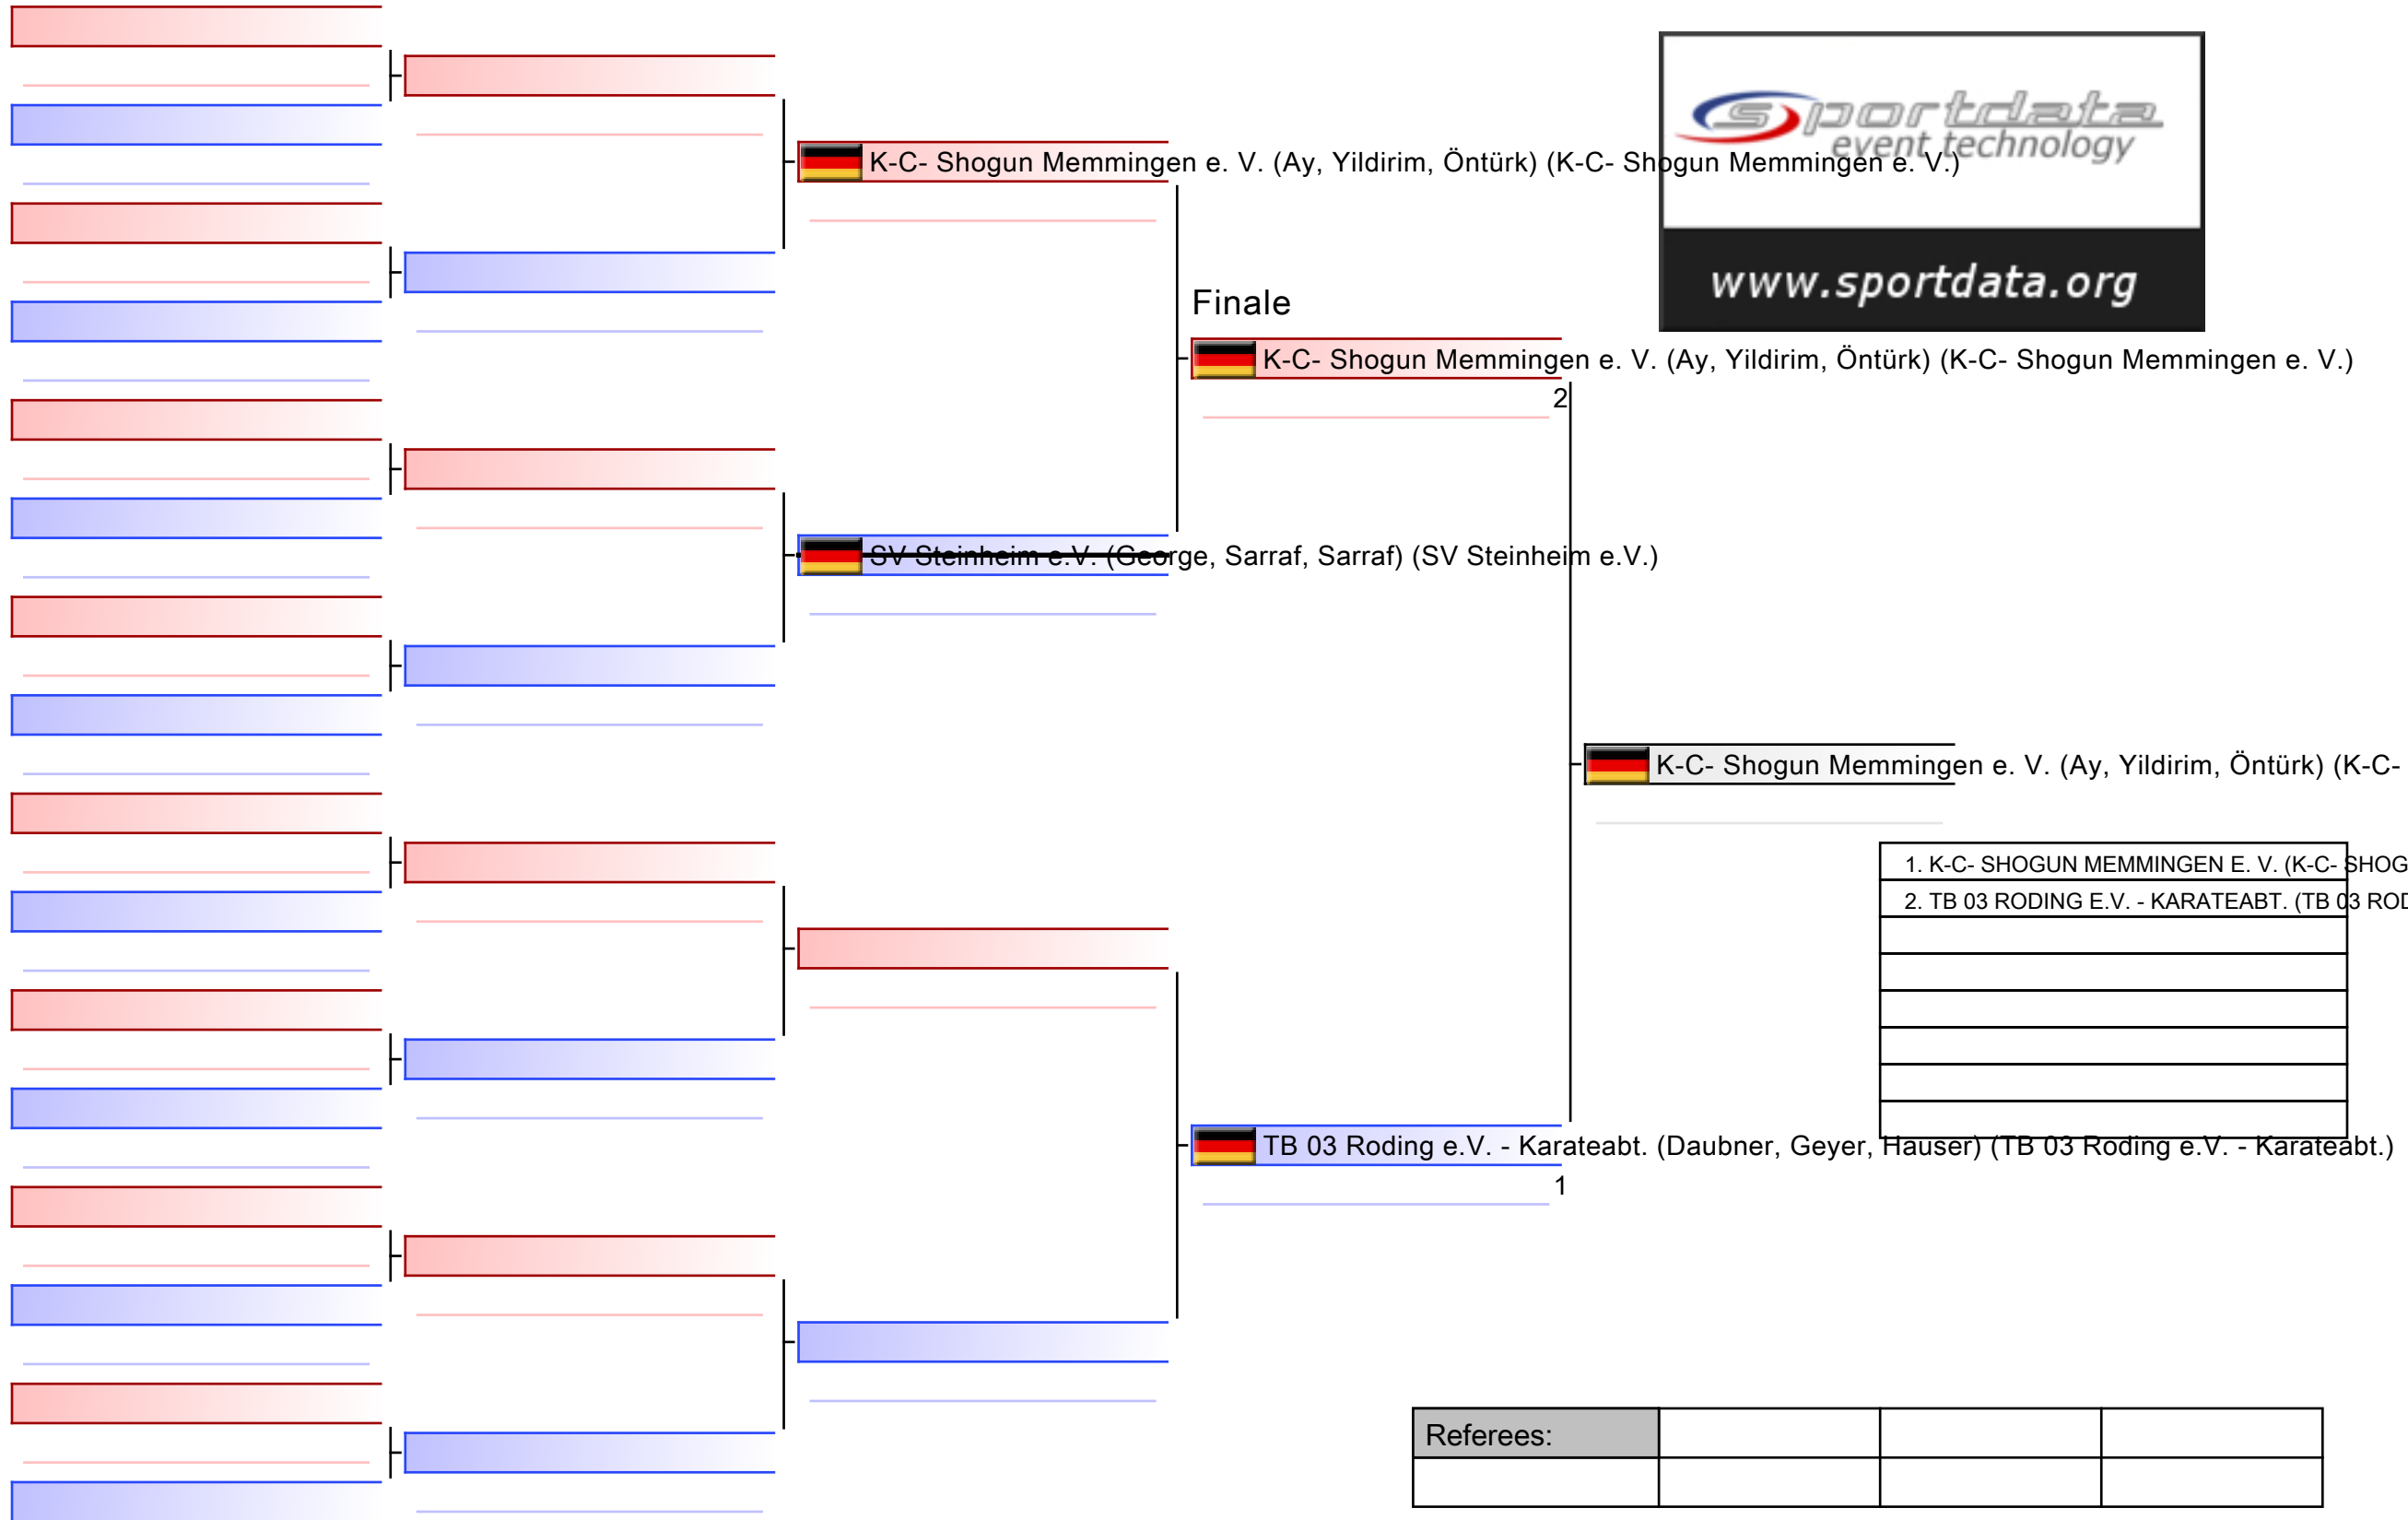 sportdata
event technology
www.sportdata.org
K-C- Shogun Memmingen e. V. (Ay, Yildirim, Öntürk) (K-C- Shogun Memmingen e. V.)
Finale
K-C- Shogun Memmingen e. V. (Ay, Yildirim, Öntürk) (K-C- Shogun Memmingen e. V.)
2
SV Steinheim e.V. (George, Sarraf, Sarraf) (SV Steinheim e.V.)
K-C- Shogun Memmingen e. V. (Ay, Yildirim, Öntürk) (K-C-
1. K-C- SHOGUN MEMMINGEN E. V. (K-C- SHOG
2. TB 03 RODING E.V. - KARATEABT. (TB 03 ROD
TB 03 Roding e.V. - Karateabt. (Daubner, Geyer, Hauser) (TB 03 Roding e.V. - Karateabt.)
1
Referees: